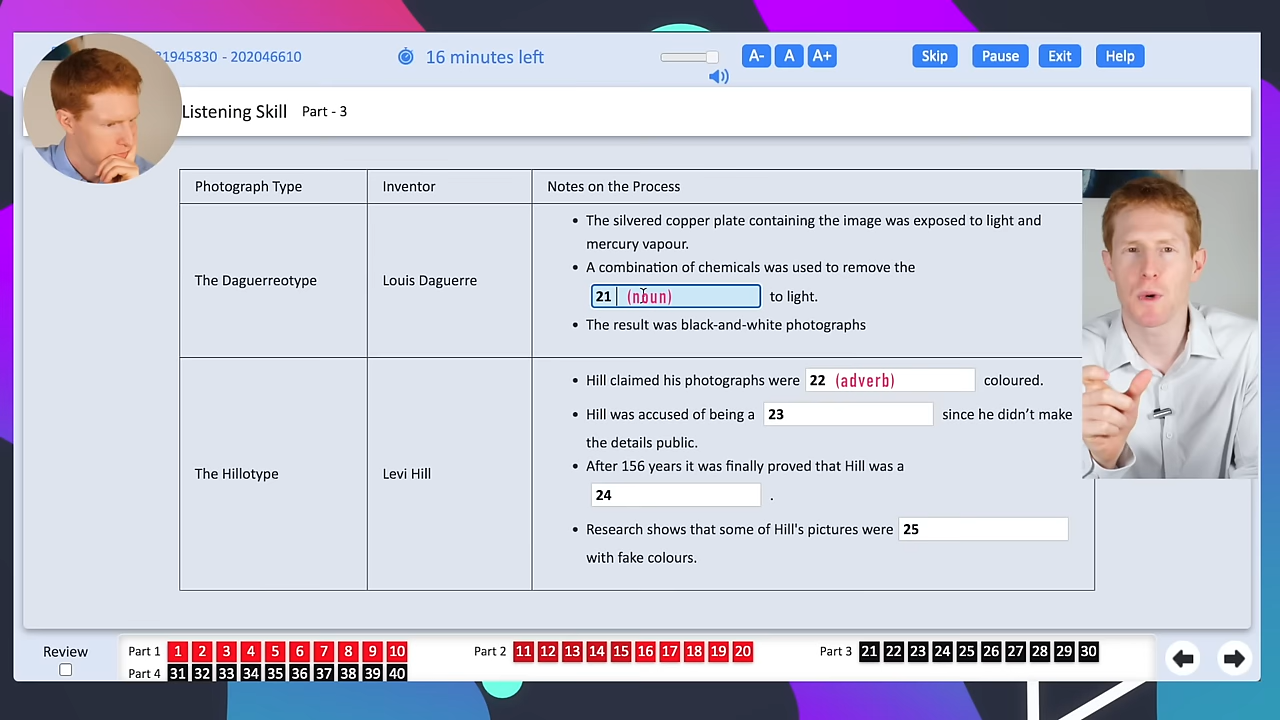 31945830 - 202046610
16 minutes left
A-
A
A+
Skip
Pause
Exit
Help
Listening Skill Part - 3
Photograph Type
Inventor
Notes on the Process
The Daguerreotype
Louis Daguerre
• The silvered copper plate containing the image was exposed to light and
mercury vapour.
• A combination of chemicals was used to remove the
21 (noun) to light.
• The result was black-and-white photographs
The Hillotype
Levi Hill
• Hill claimed his photographs were 22 (adverb) coloured.
• Hill was accused of being a 23 since he didn't make
the details public.
• After 156 years it was finally proved that Hill was a
24 .
• Research shows that some of Hill's pictures were 25
with fake colours.
Review
Part 1 1 2 3 4 5 6 7 8 9 10
Part 2 11 12 13 14 15 16 17 18 19 20
Part 3 21 22 23 24 25 26 27 28 29 30
Part 4 31 32 33 34 35 36 37 38 39 40